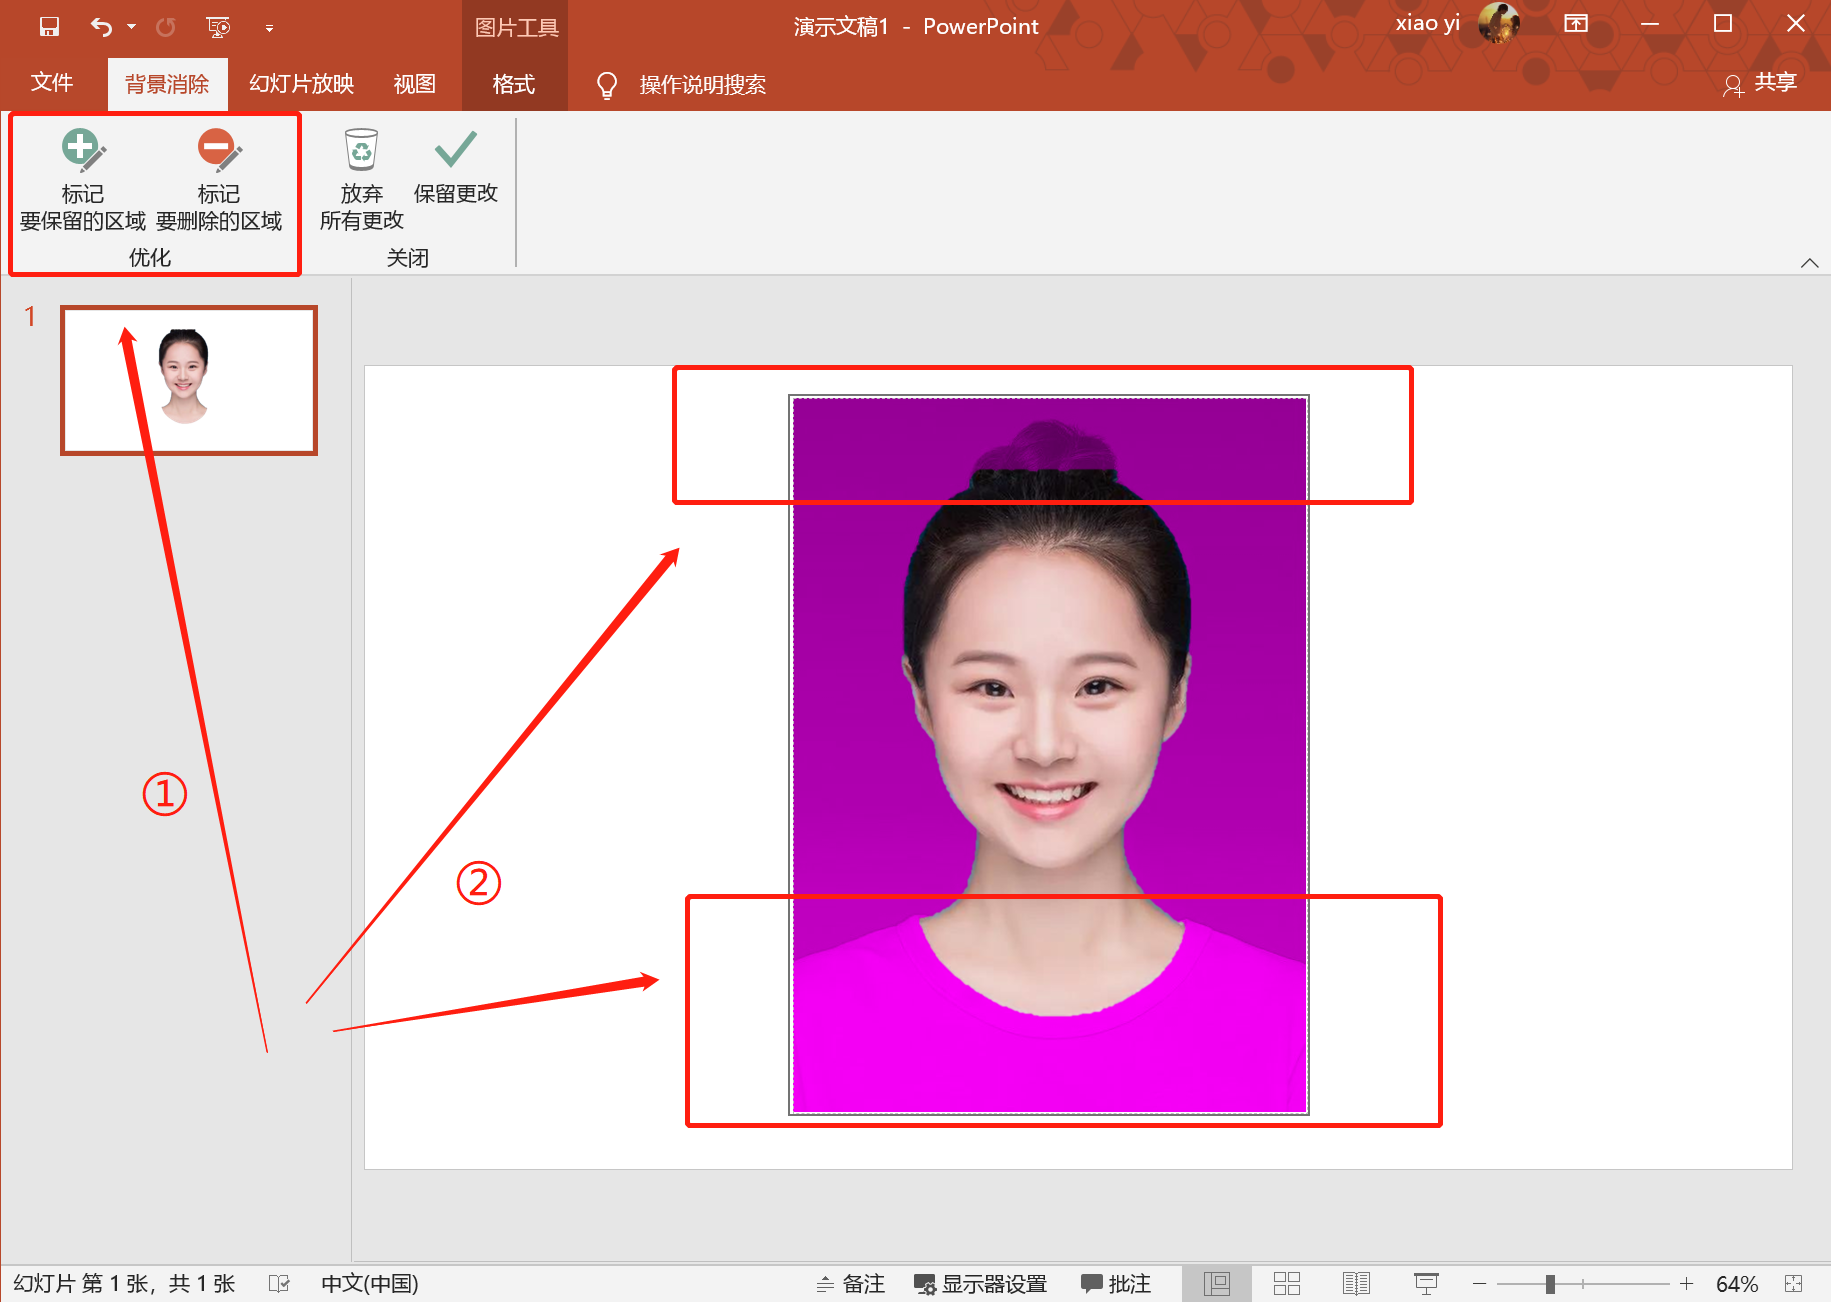 图片工具
演示文稿1 - PowerPoint
xiao yi
文件
背景消除
幻灯片放映
视图
格式
操作说明搜索
共享
标记
要保留的区域
标记
要删除的区域
放弃
所有更改
保留更改
优化
关闭
1
①
②
幻灯片 第 1 张，共 1 张
中文(中国)
备注
显示器设置
批注
64%